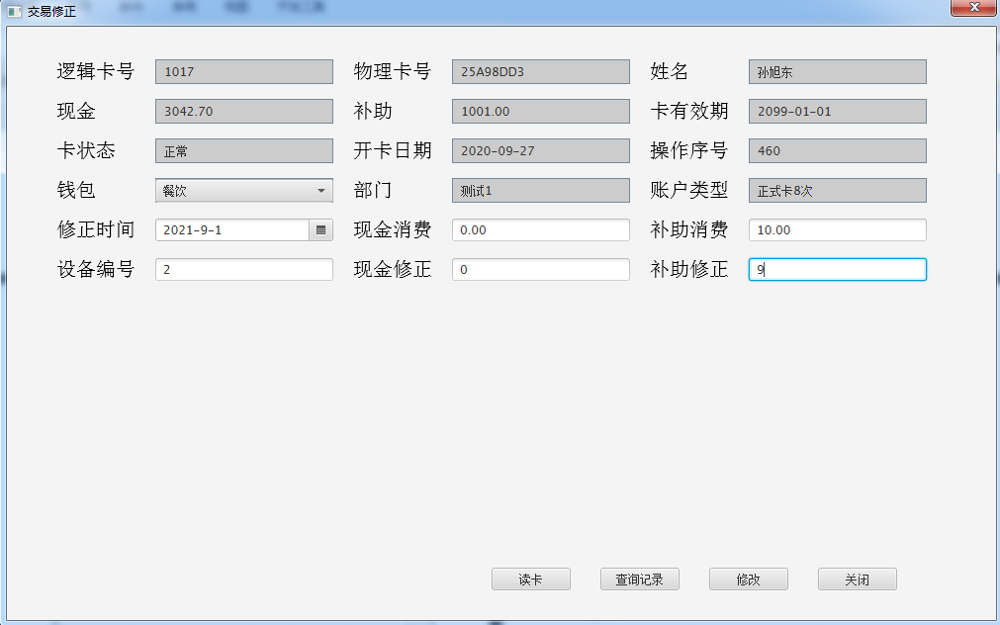 交易修正
逻辑卡号 1017 物理卡号 25A98DD3 姓名 孙旭东
现金 3042.70 补助 1001.00 卡有效期 2099-01-01
卡状态 正常 开卡日期 2020-09-27 操作序号 460
钱包 餐饮 部门 测试1 账户类型 正式卡8次
修正时间 2021-9-1 现金消费 0.00 补助消费 10.00
设备编号 2 现金修正 0 补助修正 9
读卡 查询记录 修改 关闭